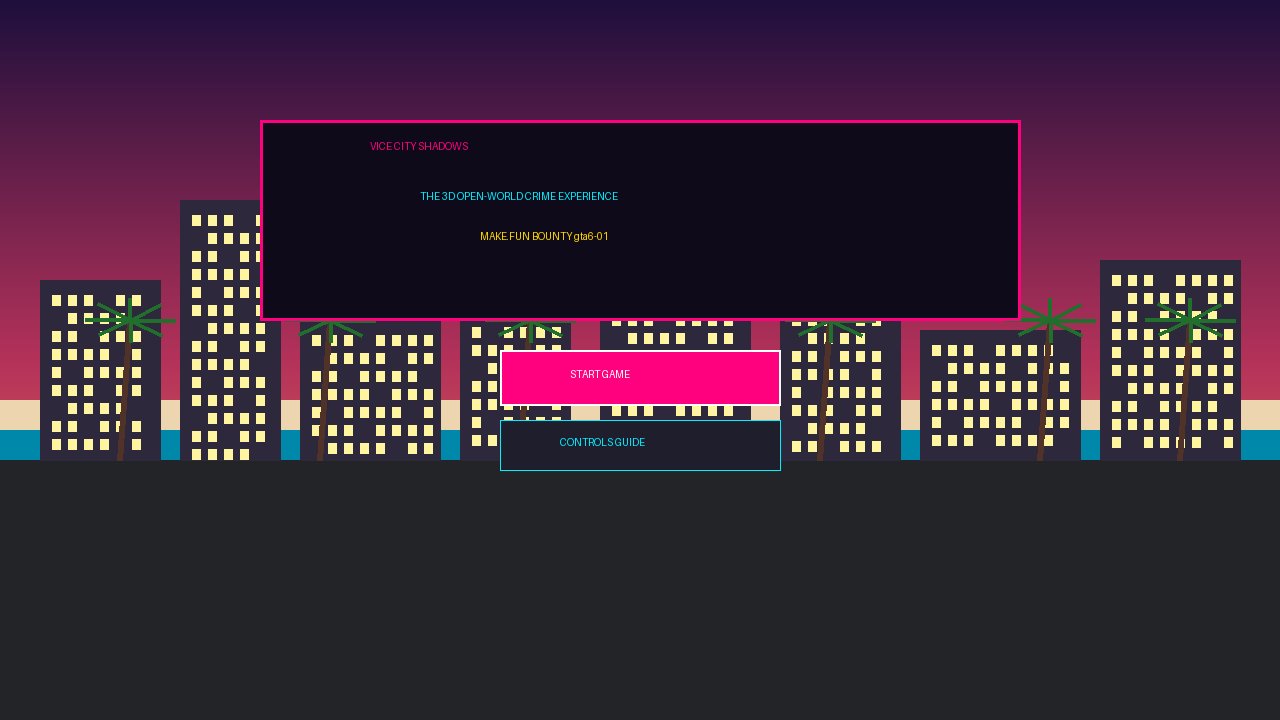 VICE CITY SHADOWS
THE 3D OPEN-WORLD CRIME EXPERIENCE
MAKE.FUN BOUNTY gta6-01
START GAME
CONTROLS GUIDE